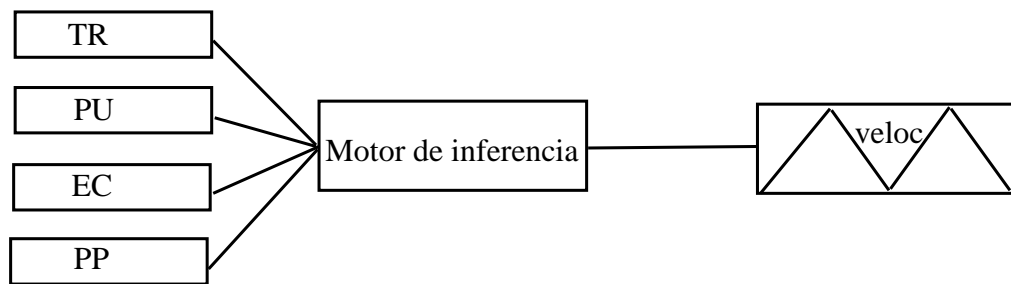 TR
PU
EC
PP
Motor de inferencia
veloc